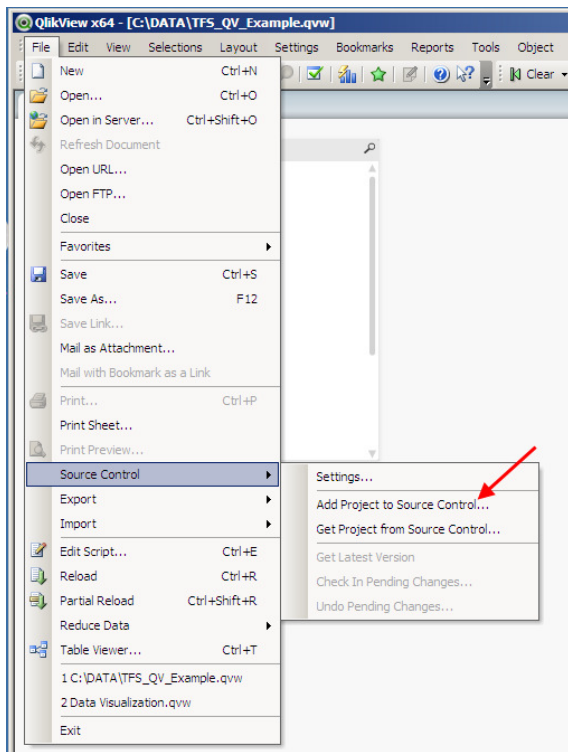 QlikView x64 - [C:\DATA\TFS_QV_Example.qvw]
File Edit View Selections Layout Settings Bookmarks Reports Tools Object
Clear
New Ctrl+N
Open... Ctrl+O
Open in Server... Ctrl+Shift+O
Refresh Document
Open URL...
Open FTP...
Close
Favorites
Save Ctrl+S
Save As... F12
Save Link...
Mail as Attachment...
Mail with Bookmark as a Link
Print... Ctrl+P
Print Sheet...
Print Preview...
Source Control
Settings...
Add Project to Source Control...
Get Project from Source Control...
Get Latest Version
Check In Pending Changes...
Undo Pending Changes...
Export
Import
Edit Script... Ctrl+E
Reload Ctrl+R
Partial Reload Ctrl+Shift+R
Reduce Data
Table Viewer... Ctrl+T
1 C:\DATA\TFS_QV_Example.qvw
2 Data Visualization.qvw
Exit